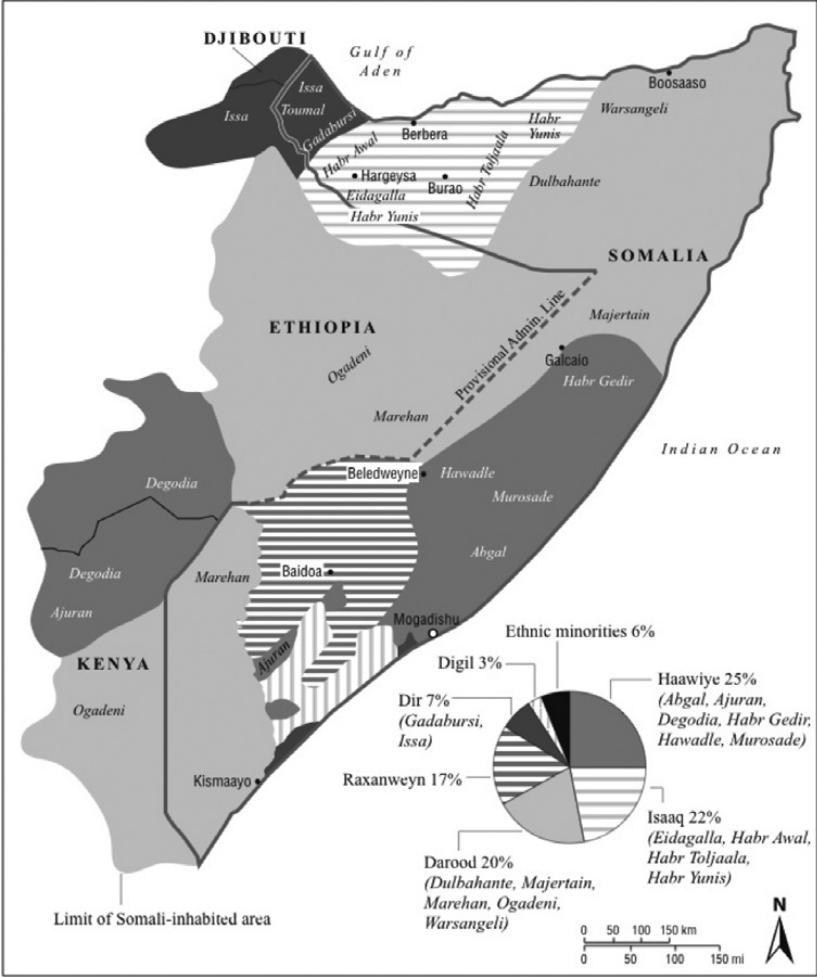 DJIBOUTI
Gulf of
Aden
Issa
Issa
Toumal
Gadabursi
Boosaaso
Warsangeli
Berbera
Habr
Yunis
Habr Awal
Habr Toljaala
Hargeysa
Burao
Eidagalla
Dulbahante
Habr Yunis
SOMALIA
ETHIOPIA
Majertain
Provisional Admin. Line
Ogadeni
Galcaio
Habr Gedir
Marehan
Indian Ocean
Beledweyne
Hawadle
Degodia
Murosade
Abgal
Degodia
Marehan
Baidoa
Ajuran
Mogadishu
Ajuran
KENYA
Ogadeni
Kismaayo
Limit of Somali-inhabited area
Ethnic minorities 6%
Digil 3%
Dir 7%
(Gadabursi,
Issa)
Raxanweyn 17%
Darood 20%
(Dulbahante, Majertain,
Marehan, Ogadeni,
Warsangeli)
Haawiye 25%
(Abgal, Ajuran,
Degodia, Habr Gedir,
Hawadle, Murosade)
Isaaq 22%
(Eidagalla, Habr Awal,
Habr Toljaala,
Habr Yunis)
N
0 50 100 150 km
0 50 100 150 mi